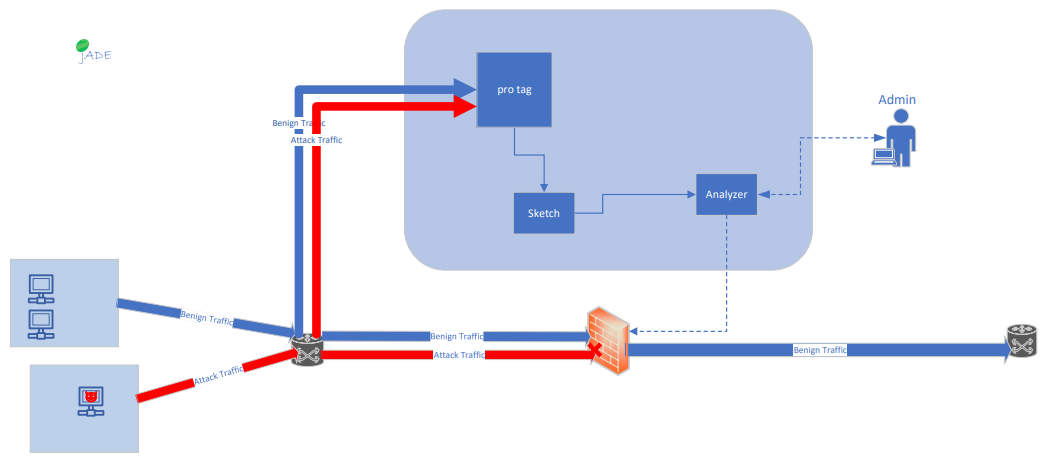 JADE
pro tag
Admin
Benign Traffic
Attack Traffic
Analyzer
Sketch
Benign Traffic
Benign Traffic
Attack Traffic
Benign Traffic
Attack Traffic